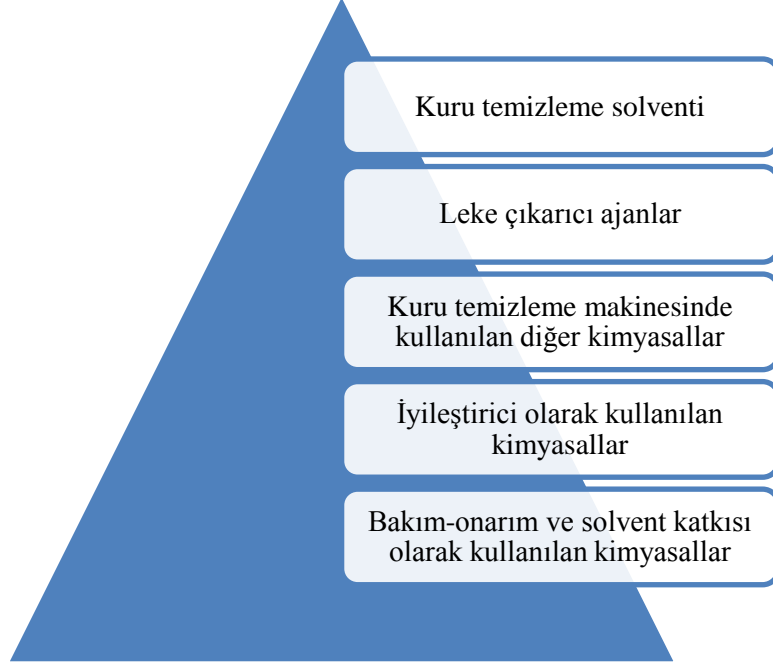 Kuru temizleme solventi
Leke çıkarıcı ajanlar
Kuru temizleme makinesinde
kullanılan diğer kimyasallar
İyileştirici olarak kullanılan
kimyasallar
Bakım-onarım ve solvent katkısı
olarak kullanılan kimyasallar